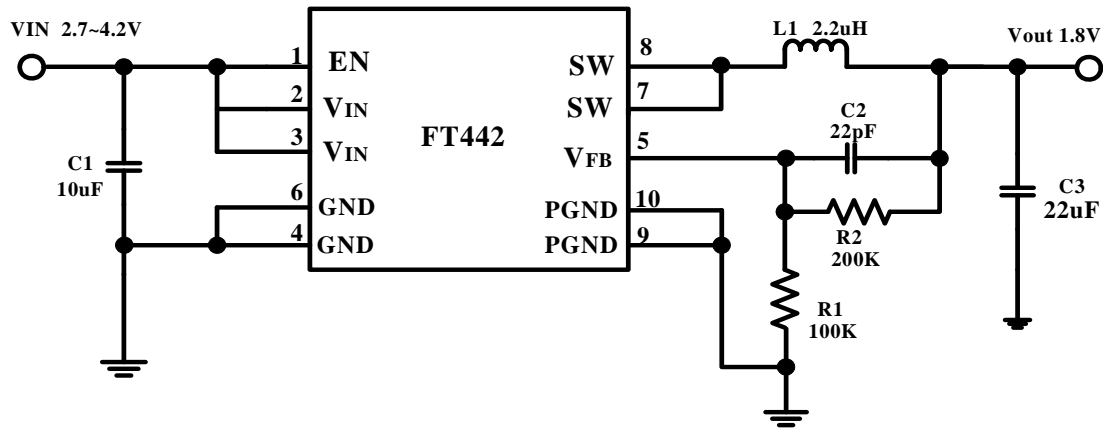 VIN 2.7~4.2V
L1 2.2uH
Vout 1.8V
1
EN
2
VIN
3
VIN
6
GND
4
GND
FT442
SW
8
SW
7
VFB
5
PGND
10
PGND
9
C1
10uF
C2
22pF
R2
200K
R1
100K
C3
22uF